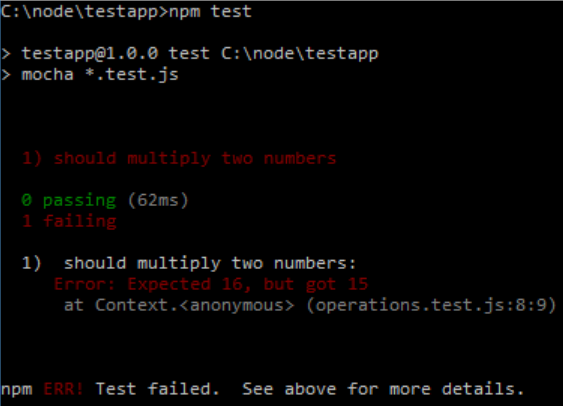 C:\node\testapp>npm test
> testapp@1.0.0 test C:\node\testapp
> mocha *.test.js
1) should multiply two numbers
0 passing (62ms)
1 failing
1) should multiply two numbers:
Error: Expected 16, but got 15
at Context.<anonymous> (operations.test.js:8:9)
npm ERR! Test failed. See above for more details.